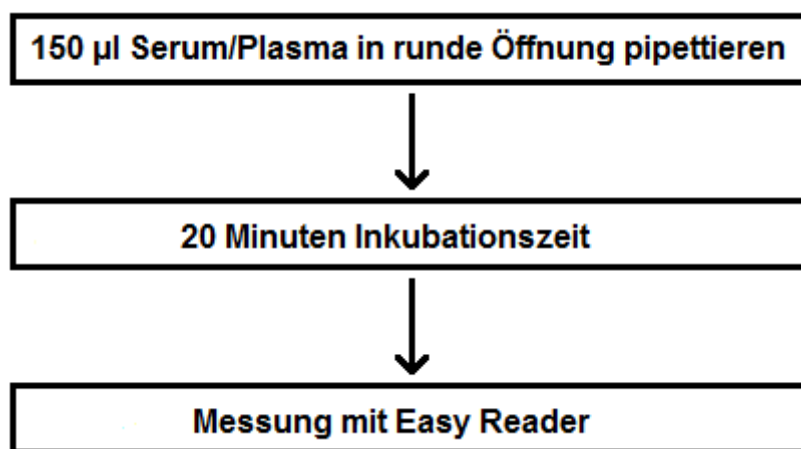 150 µl Serum/Plasma in runde Öffnung pipettieren
20 Minuten Inkubationszeit
Messung mit Easy Reader